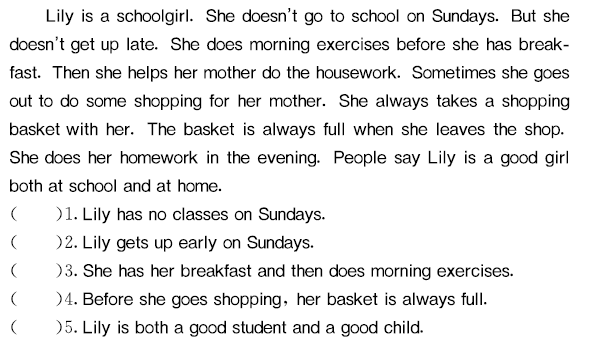 Lily is a schoolgirl. She doesn't go to school on Sundays. But she
doesn't get up late. She does morning exercises before she has break-
fast. Then she helps her mother do the housework. Sometimes she goes
out to do some shopping for her mother. She always takes a shopping
basket with her. The basket is always full when she leaves the shop.
She does her homework in the evening. People say Lily is a good girl
both at school and at home.
(   )1. Lily has no classes on Sundays.
(   )2. Lily gets up early on Sundays.
(   )3. She has her breakfast and then does morning exercises.
(   )4. Before she goes shopping, her basket is always full.
(   )5. Lily is both a good student and a good child.